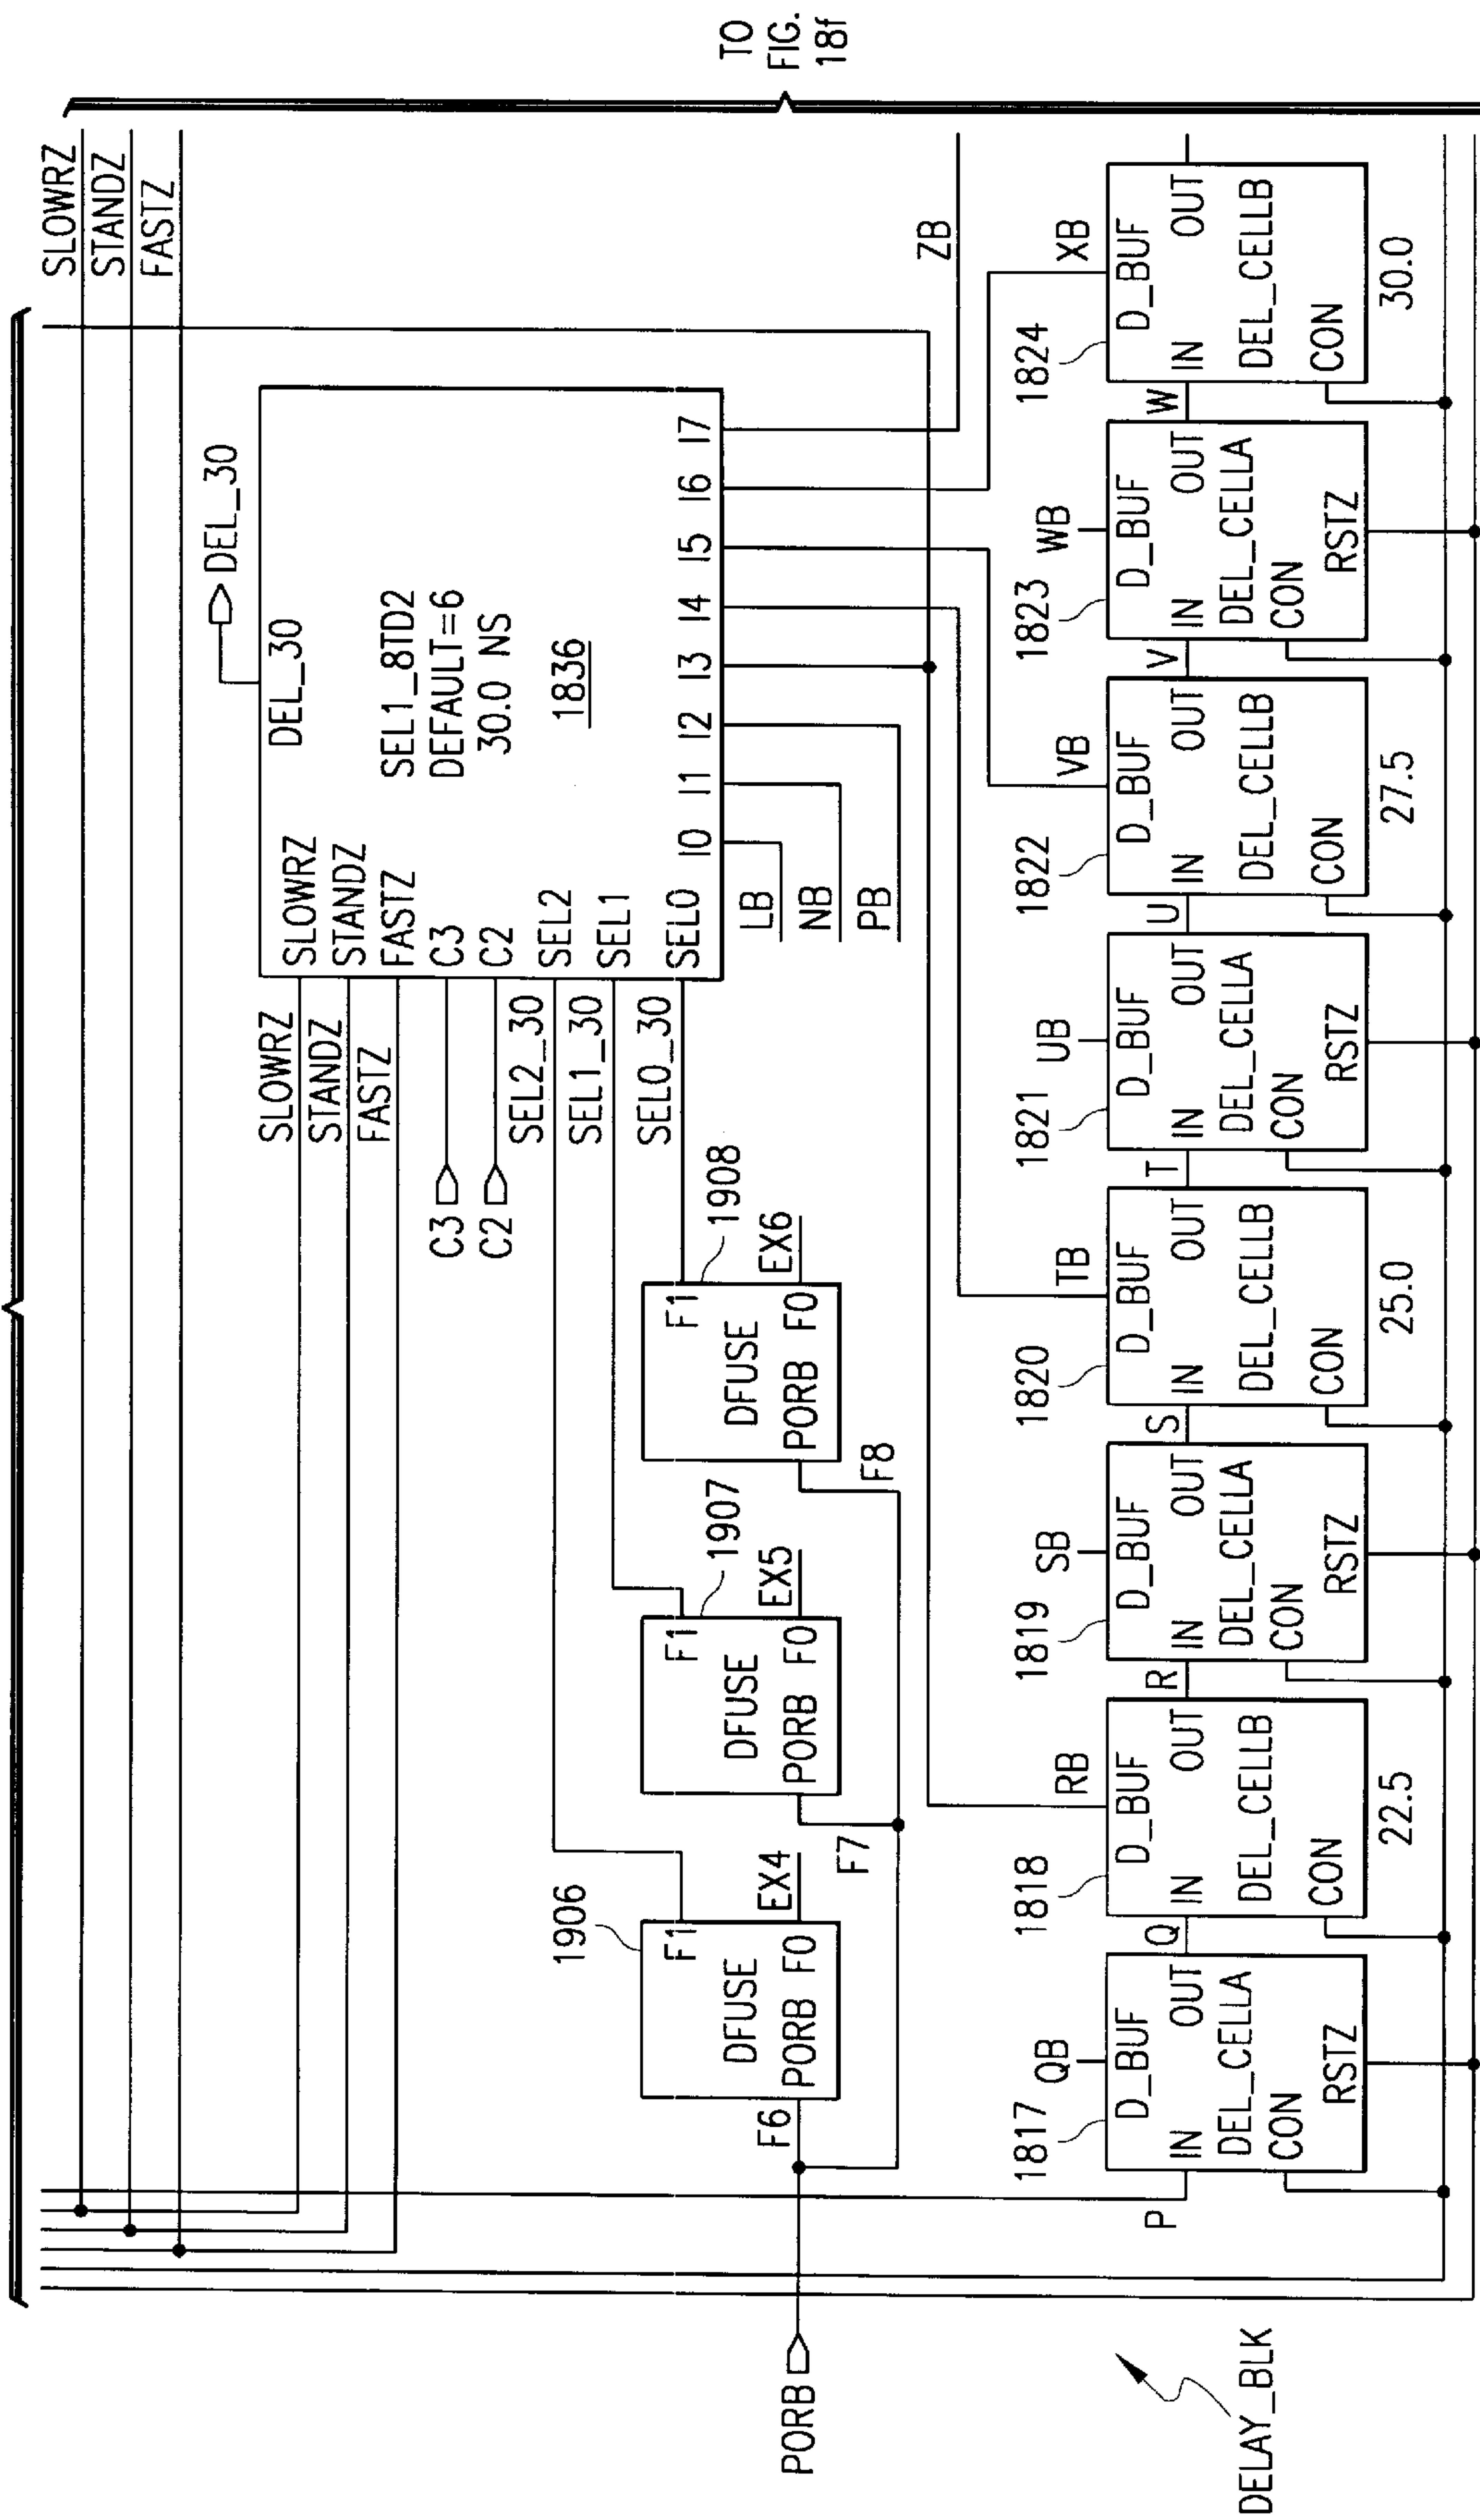 TO
FIG.
18f
SLOWRZ
STANDZ
FASTZ
DEL_30
DEL_30
SLOWRZ
STANDZ
FASTZ
C3
C2
SEL2
SEL1
SEL0
SEL1_8TD2
DEFAULT=6
30.0 NS
1836
I0 I1 I2 I3 I4 I5 I6 I7
SLOWRZ
STANDZ
FASTZ
C3
C2
SEL2_30
SEL1_30
SEL0_30
LB
NB
PB
ZB
1906
F1
DFUSE
PORB F0
EX4
F6
1907
F1
DFUSE
PORB F0
EX5
F7
1908
F1
DFUSE
PORB F0
EX6
F8
PORB
1817
QB
D_BUF
IN OUT
DEL_CELLA
CON
RSTZ
P
Q
1818
RB
D_BUF
IN OUT
DEL_CELLB
CON
22.5
R
1819
SB
D_BUF
IN OUT
DEL_CELLA
CON
RSTZ
S
1820
TB
D_BUF
IN OUT
DEL_CELLB
CON
25.0
T
1821
UB
D_BUF
IN OUT
DEL_CELLA
CON
RSTZ
U
1822
VB
D_BUF
IN OUT
DEL_CELLB
CON
27.5
V
1823
WB
D_BUF
IN OUT
DEL_CELLA
CON
RSTZ
W
1824
XB
D_BUF
IN OUT
DEL_CELLB
CON
30.0
DELAY_BLK